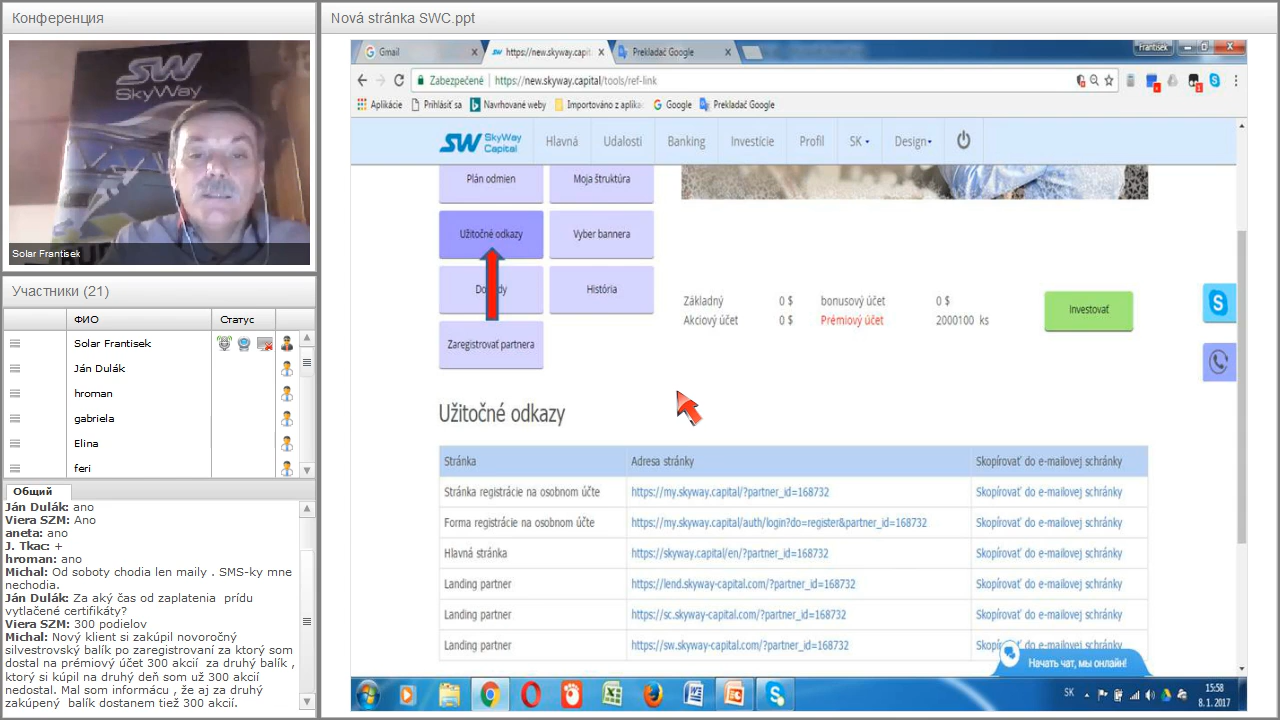 Конференция
SW
SkyWay
Solar Frantisek
Участники (21)
ФИО Статус
Solar Frantisek
Ján Dulák
hroman
gabriela
Elina
feri
Общий
Ján Dulák: ano
Viera SZM: Ano
aneta: ano
J. Tkac: +
hroman: ano
Michal: Od soboty chodia len maily . SMS-ky mne
nechodia.
Ján Dulák: Za aký čas od zaplatenia prídu
vytlačené certifikáty?
Viera SZM: 300 podielov
Michal: Nový klient si zakúpil novoročný
silvestrovský balík pod registrovaní za ktorý som
dostal na prémiový účet 300 akcií za druhý balík ,
ktorý si kúpil na druhý deň som už 300 akcií
nedostal. Mal som informácu , že aj za druhý
zakúpený balík dostanem tiež 300 akcií.
Nová stránka SWC.ppt
Gmail
https://new.skyway.capit
Prekladač Google
František
Zabezpečené
https://new.skyway.capital/tools/ref-link
Aplikácie
Prihlásiť sa
Navrhované weby
Importováno z aplika
Google
Prekladač Google
SW SkyWay
Capital
Hlavná
Udalosti
Banking
Investície
Profil
SK
Design
Plán odmien
Moja štruktúra
Užitočné odkazy
Vyber bannera
História
Zaregistrovať partnera
Základný 0 $ bonusový účet 0 $
Akciový účet 0 $ Prémiový účet 2000100 ks
Investovať
Užitočné odkazy
Stránka Adresa stránky Skopírovať do e-mailovej schránky
Stránka registrácie na osobnom účte https://my.skyway.capital/?partner_id=168732 Skopírovať do e-mailovej schránky
Forma registrácie na osobnom účte https://my.skyway.capital/auth/login?do=register&partner_id=168732 Skopírovať do e-mailovej schránky
Hlavná stránka https://skyway.capital/en/?partner_id=168732 Skopírovať do e-mailovej schránky
Landing partner https://lend.skyway-capital.com/?partner_id=168732 Skopírovať do e-mailovej schránky
Landing partner https://sc.skyway-capital.com/?partner_id=168732 Skopírovať do e-mailovej schránky
Landing partner https://sw.skyway-capital.com/?partner_id=168732 Skopírovať do e-mailovej schránky
Начать чат, мы онлайн!
SK
15:58
8. 1. 2017